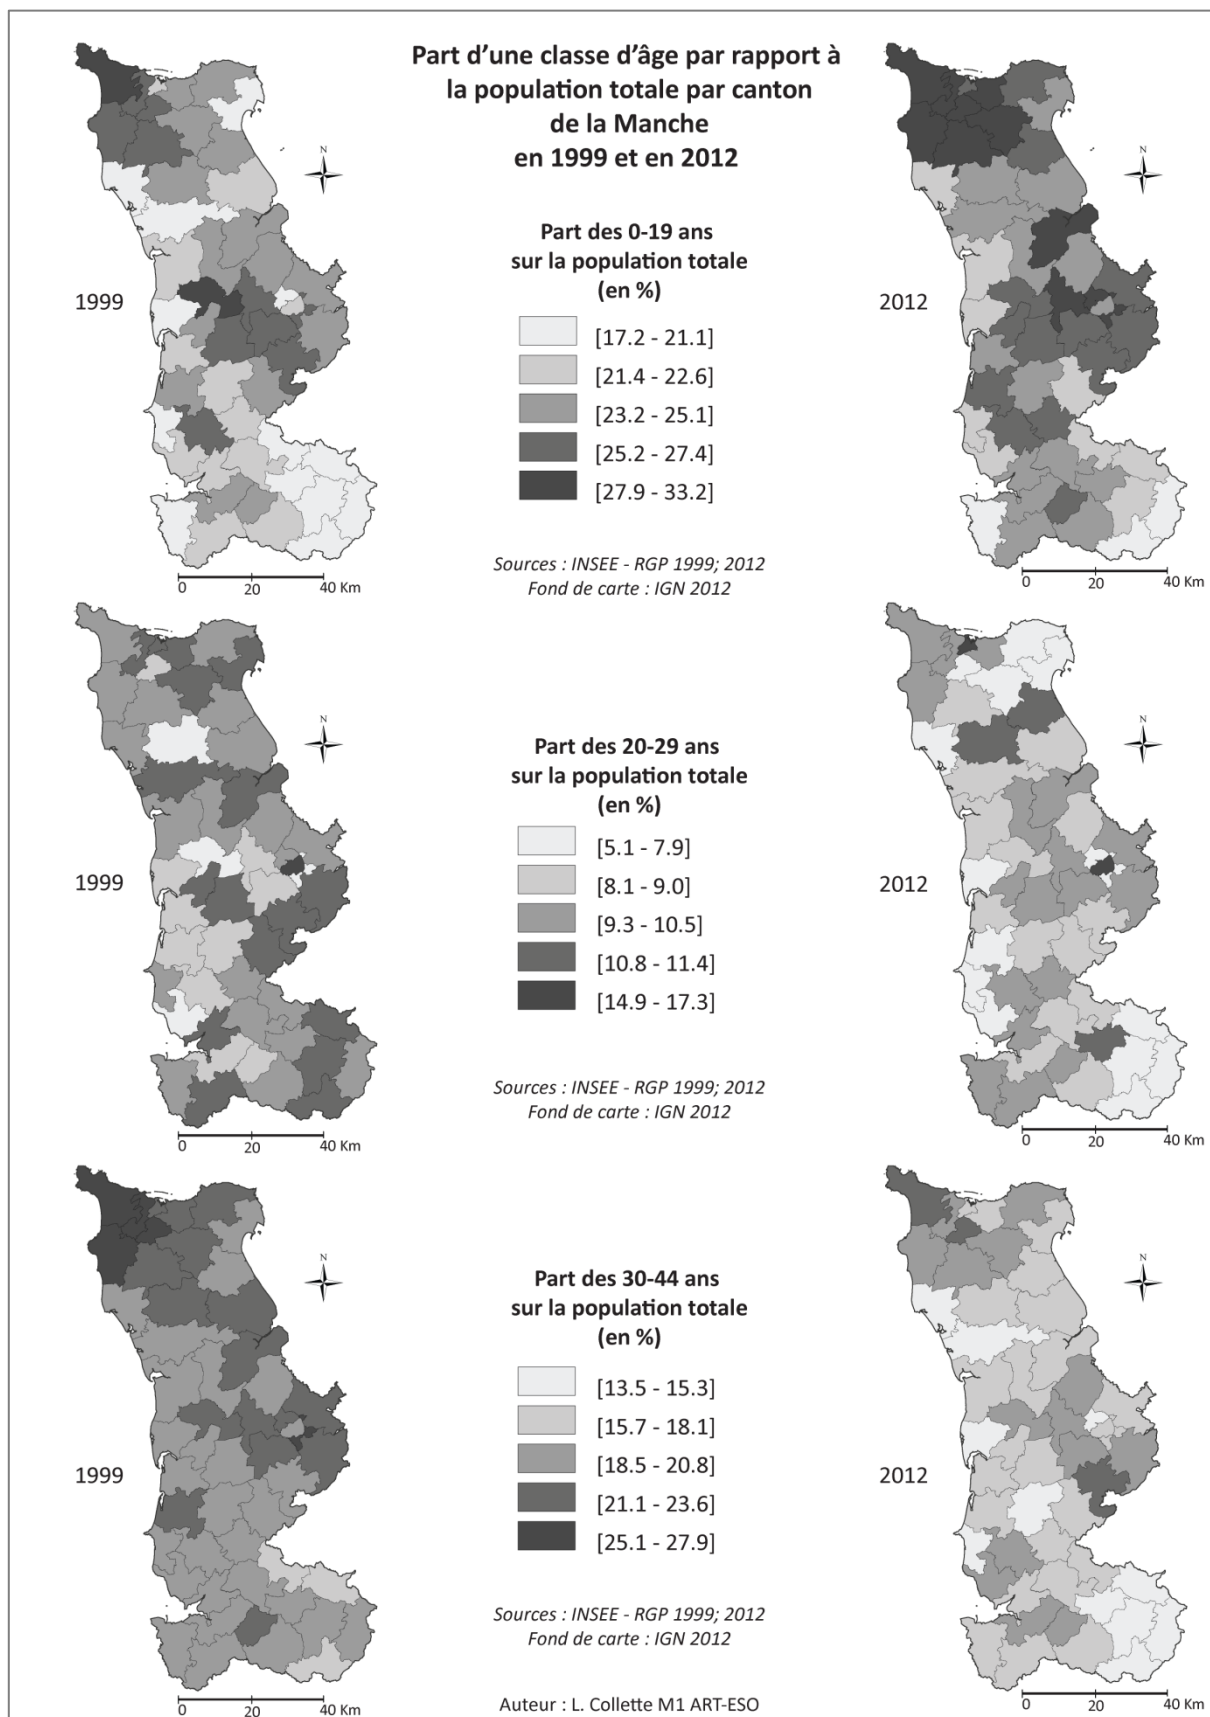 Part d'une classe d'âge par rapport à
la population totale par canton
de la Manche
en 1999 et en 2012
N
N
Part des 0-19 ans
sur la population totale
(en %)
1999
2012
[17.2 - 21.1]
[21.4 - 22.6]
[23.2 - 25.1]
[25.2 - 27.4]
[27.9 - 33.2]
Sources : INSEE - RGP 1999; 2012
Fond de carte : IGN 2012
0 20 40 Km
0 20 40 Km
N
N
Part des 20-29 ans
sur la population totale
(en %)
1999
2012
[5.1 - 7.9]
[8.1 - 9.0]
[9.3 - 10.5]
[10.8 - 11.4]
[14.9 - 17.3]
Sources : INSEE - RGP 1999; 2012
Fond de carte : IGN 2012
0 20 40 Km
0 20 40 Km
N
N
Part des 30-44 ans
sur la population totale
(en %)
1999
2012
[13.5 - 15.3]
[15.7 - 18.1]
[18.5 - 20.8]
[21.1 - 23.6]
[25.1 - 27.9]
Sources : INSEE - RGP 1999; 2012
Fond de carte : IGN 2012
0 20 40 Km
0 20 40 Km
Auteur : L. Collette M1 ART-ESO